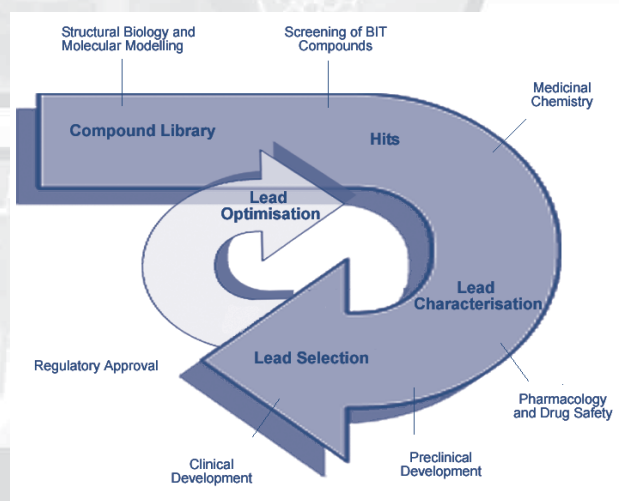 Structural Biology and
Molecular Modelling
Screening of BIT
Compounds
Medicinal
Chemistry
Compound Library
Hits
Lead
Optimisation
Lead
Characterisation
Lead Selection
Regulatory Approval
Pharmacology
and Drug Safety
Preclinical
Development
Clinical
Development